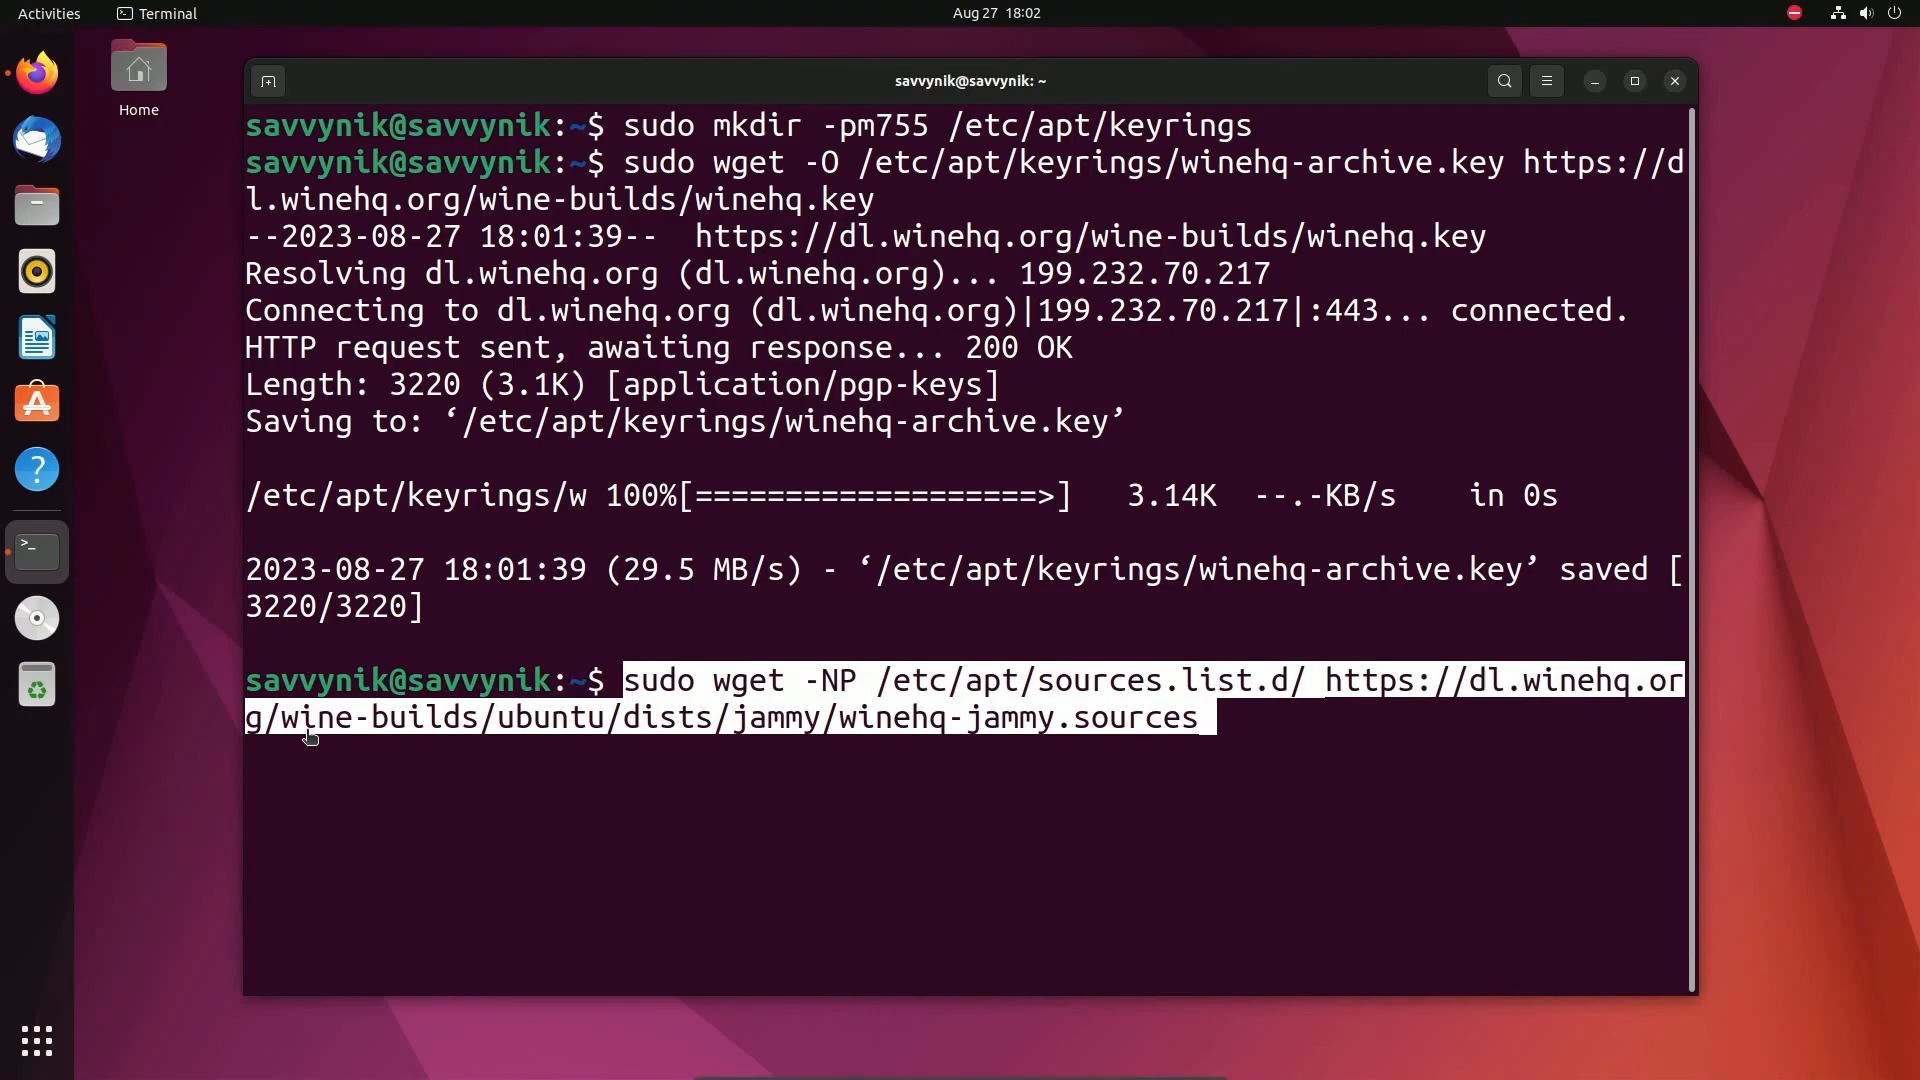 Activities Terminal Aug 27 18:02
Home
savvynik@savvynik: ~
savvynik@savvynik:~$ sudo mkdir -pm755 /etc/apt/keyrings
savvynik@savvynik:~$ sudo wget -O /etc/apt/keyrings/winehq-archive.key https://d
l.winehq.org/wine-builds/winehq.key
--2023-08-27 18:01:39--  https://dl.winehq.org/wine-builds/winehq.key
Resolving dl.winehq.org (dl.winehq.org)... 199.232.70.217
Connecting to dl.winehq.org (dl.winehq.org)|199.232.70.217|:443... connected.
HTTP request sent, awaiting response... 200 OK
Length: 3220 (3.1K) [application/pgp-keys]
Saving to: ‘/etc/apt/keyrings/winehq-archive.key’
/etc/apt/keyrings/w 100%[===================>]   3.14K  --.-KB/s    in 0s
2023-08-27 18:01:39 (29.5 MB/s) - ‘/etc/apt/keyrings/winehq-archive.key’ saved [
3220/3220]
savvynik@savvynik:~$ sudo wget -NP /etc/apt/sources.list.d/ https://dl.winehq.or
g/wine-builds/ubuntu/dists/jammy/winehq-jammy.sources